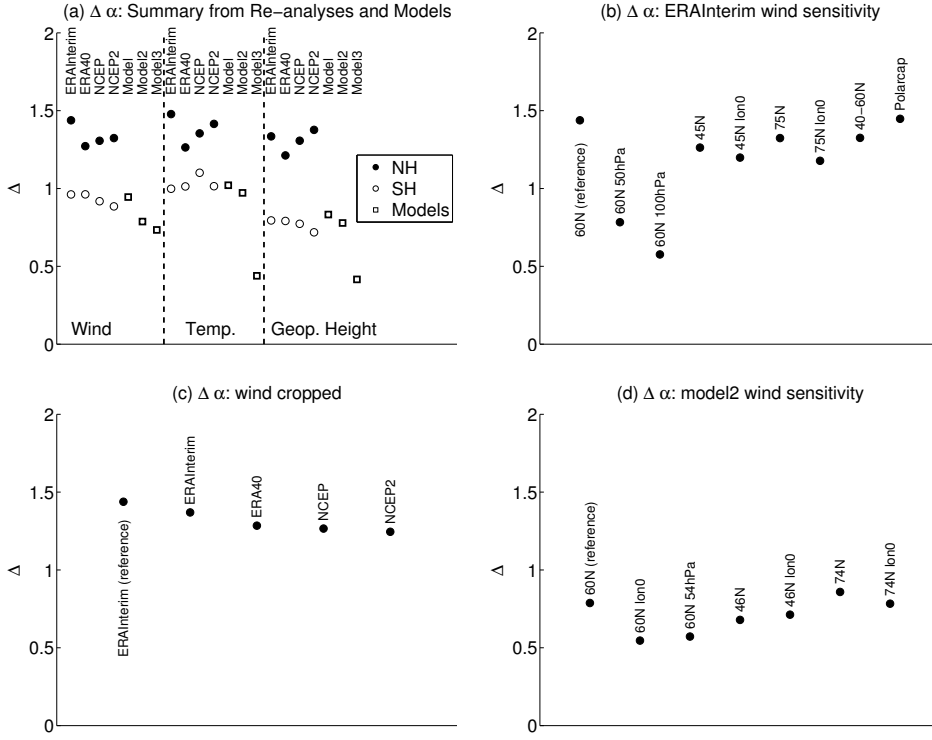 (a) Δ α: Summary from Re−analyses and Models
2
1.5
1
0.5
0
Δ
ERAInterim
ERA40
NCEP
NCEP2
Model
Model2
Model3
ERAInterim
ERA40
NCEP
NCEP2
Model
Model2
Model3
ERAInterim
ERA40
NCEP
NCEP2
Model
Model2
Model3
NH
SH
Models
Wind
Temp.
Geop. Height
(b) Δ α: ERAInterim wind sensitivity
2
1.5
1
0.5
0
Δ
60N (reference)
60N 50hPa
60N 100hPa
45N
45N lon0
75N
75N lon0
40−60N
Polarcap
(c) Δ α: wind cropped
2
1.5
1
0.5
0
Δ
ERAInterim (reference)
ERAInterim
ERA40
NCEP
NCEP2
(d) Δ α: model2 wind sensitivity
2
1.5
1
0.5
0
Δ
60N (reference)
60N lon0
60N 54hPa
46N
46N lon0
74N
74N lon0